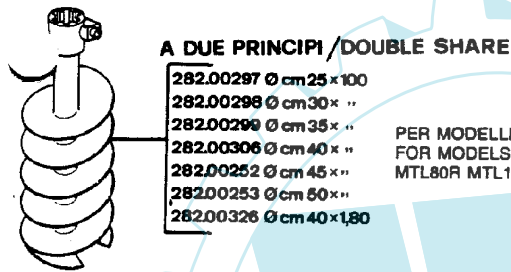 A DUE PRINCIPI / DOUBLE SHARE
282.00297 Ø cm 25 x 100
282.00298 Ø cm 30 x "
282.00299 Ø cm 35 x "
282.00306 Ø cm 40 x "
282.00252 Ø cm 45 x "
282.00253 Ø cm 50 x "
282.00326 Ø cm 40 x 1,80
PER MODELLI
FOR MODELS
MTL80R MTL1